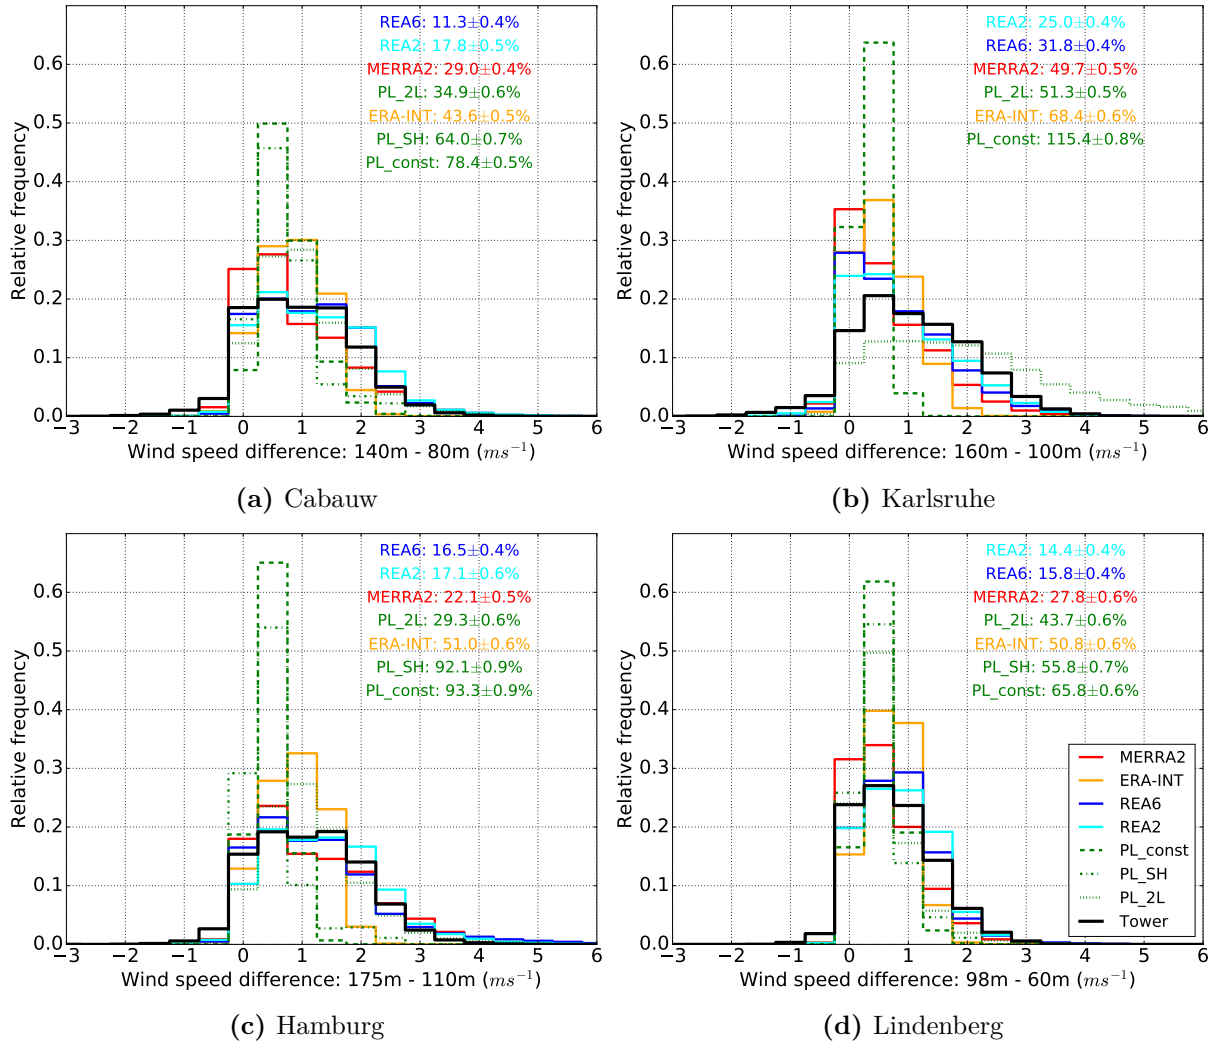 REA6: 11.3±0.4%
REA2: 17.8±0.5%
MERRA2: 29.0±0.4%
PL_2L: 34.9±0.6%
ERA-INT: 43.6±0.5%
PL_SH: 64.0±0.7%
PL_const: 78.4±0.5%
Relative frequency
0.6
0.5
0.4
0.3
0.2
0.1
0.0
−3 −2 −1 0 1 2 3 4 5 6
Wind speed difference: 140m - 80m (ms⁻¹)
(a) Cabauw
REA2: 25.0±0.4%
REA6: 31.8±0.4%
MERRA2: 49.7±0.5%
PL_2L: 51.3±0.5%
ERA-INT: 68.4±0.6%
PL_const: 115.4±0.8%
Relative frequency
0.6
0.5
0.4
0.3
0.2
0.1
0.0
−3 −2 −1 0 1 2 3 4 5 6
Wind speed difference: 160m - 100m (ms⁻¹)
(b) Karlsruhe
REA6: 16.5±0.4%
REA2: 17.1±0.6%
MERRA2: 22.1±0.5%
PL_2L: 29.3±0.6%
ERA-INT: 51.0±0.6%
PL_SH: 92.1±0.9%
PL_const: 93.3±0.9%
Relative frequency
0.6
0.5
0.4
0.3
0.2
0.1
0.0
−3 −2 −1 0 1 2 3 4 5 6
Wind speed difference: 175m - 110m (ms⁻¹)
(c) Hamburg
REA2: 14.4±0.4%
REA6: 15.8±0.4%
MERRA2: 27.8±0.6%
PL_2L: 43.7±0.6%
ERA-INT: 50.8±0.6%
PL_SH: 55.8±0.7%
PL_const: 65.8±0.6%
Relative frequency
0.6
0.5
0.4
0.3
0.2
0.1
0.0
MERRA2
ERA-INT
REA6
REA2
PL_const
PL_SH
PL_2L
Tower
−3 −2 −1 0 1 2 3 4 5 6
Wind speed difference: 98m - 60m (ms⁻¹)
(d) Lindenberg